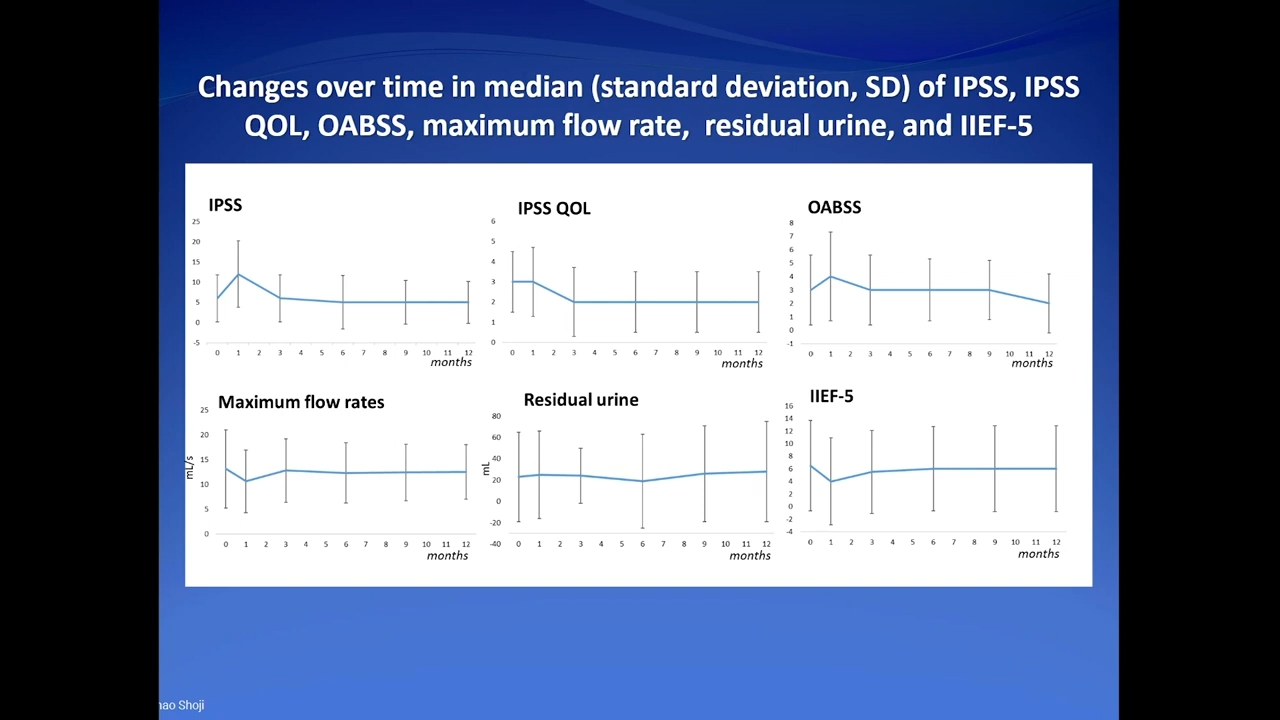 Changes over time in median (standard deviation, SD) of IPSS, IPSS
QOL, OABSS, maximum flow rate, residual urine, and IIEF-5
IPSS
25
20
15
10
5
0
-5
0 1 2 3 4 5 6 7 8 9 10 11 12
months
IPSS QOL
6
5
4
3
2
1
0
0 1 2 3 4 5 6 7 8 9 10 11 12
months
OABSS
8
7
6
5
4
3
2
1
0
-1
0 1 2 3 4 5 6 7 8 9 10 11 12
months
Maximum flow rates
mL/s
25
20
15
10
5
0
0 1 2 3 4 5 6 7 8 9 10 11 12
months
Residual urine
mL
80
60
40
20
0
-20
-40
0 1 2 3 4 5 6 7 8 9 10 11 12
months
IIEF-5
16
14
12
10
8
6
4
2
0
-2
-4
0 1 2 3 4 5 6 7 8 9 10 11 12
months
Shoji